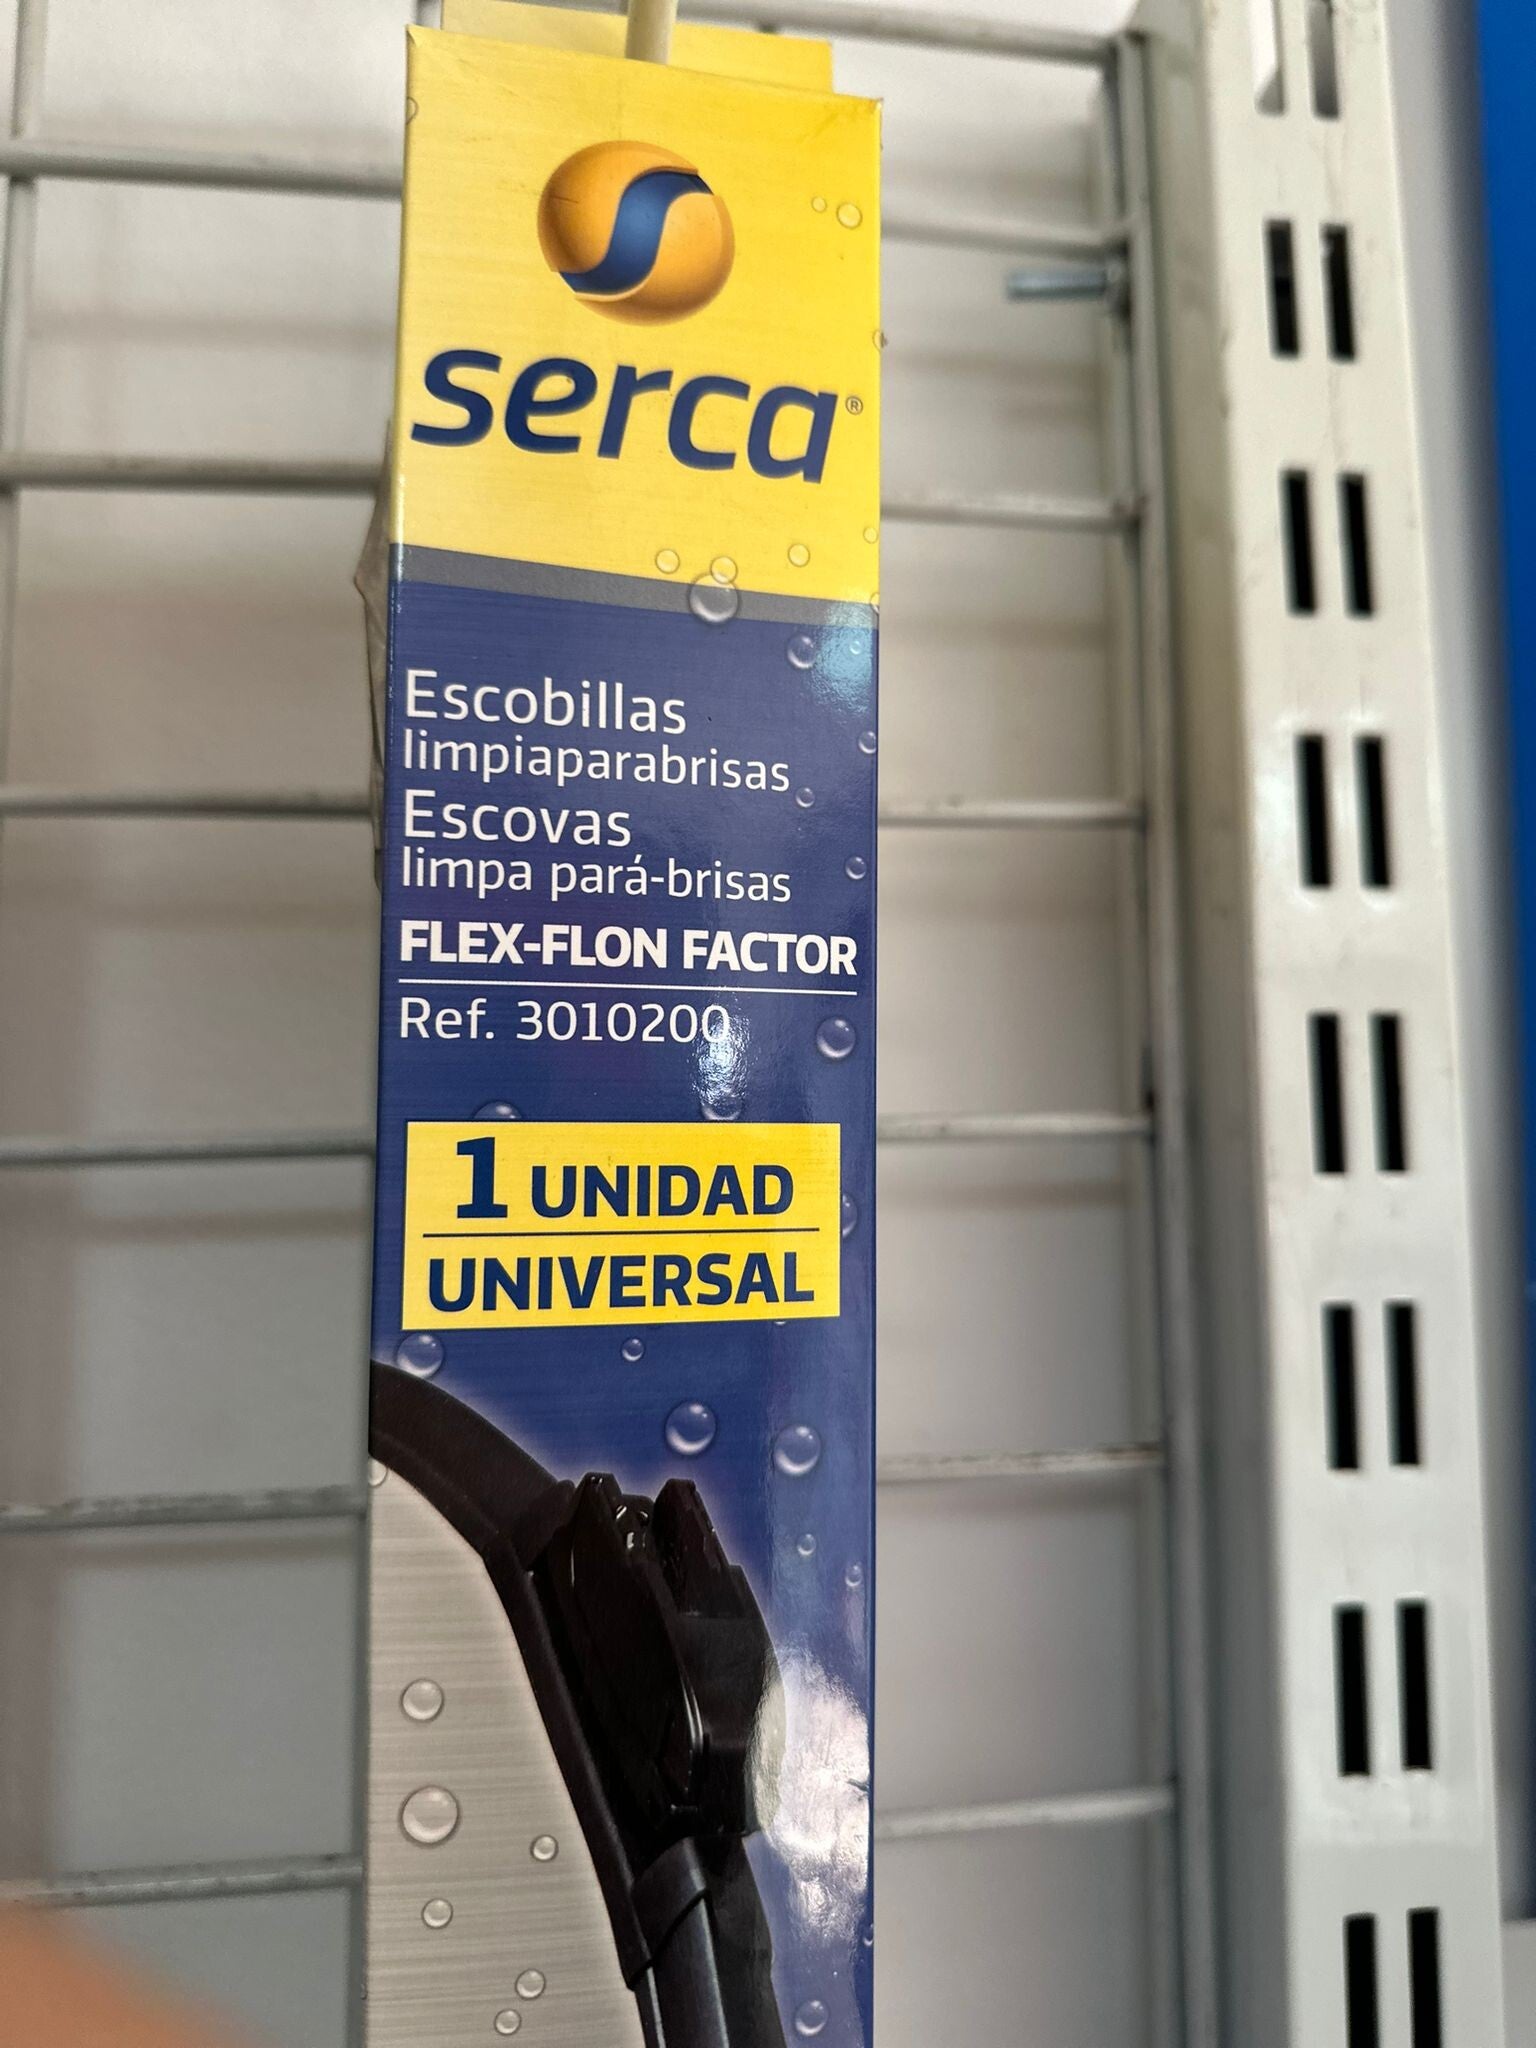 serca®
Escobillas
limpiaparabrisas
Escovas
limpa pará-brisas
FLEX-FLON FACTOR
Ref. 3010200
1 UNIDAD
UNIVERSAL